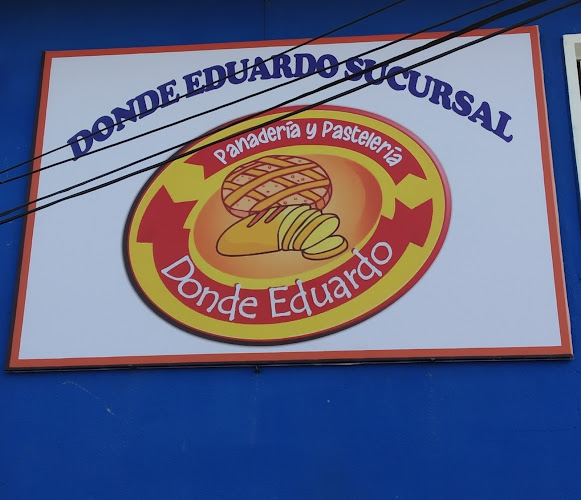 DONDE EDUARDO SUCURSAL
Panadería y Pastelería
Donde Eduardo